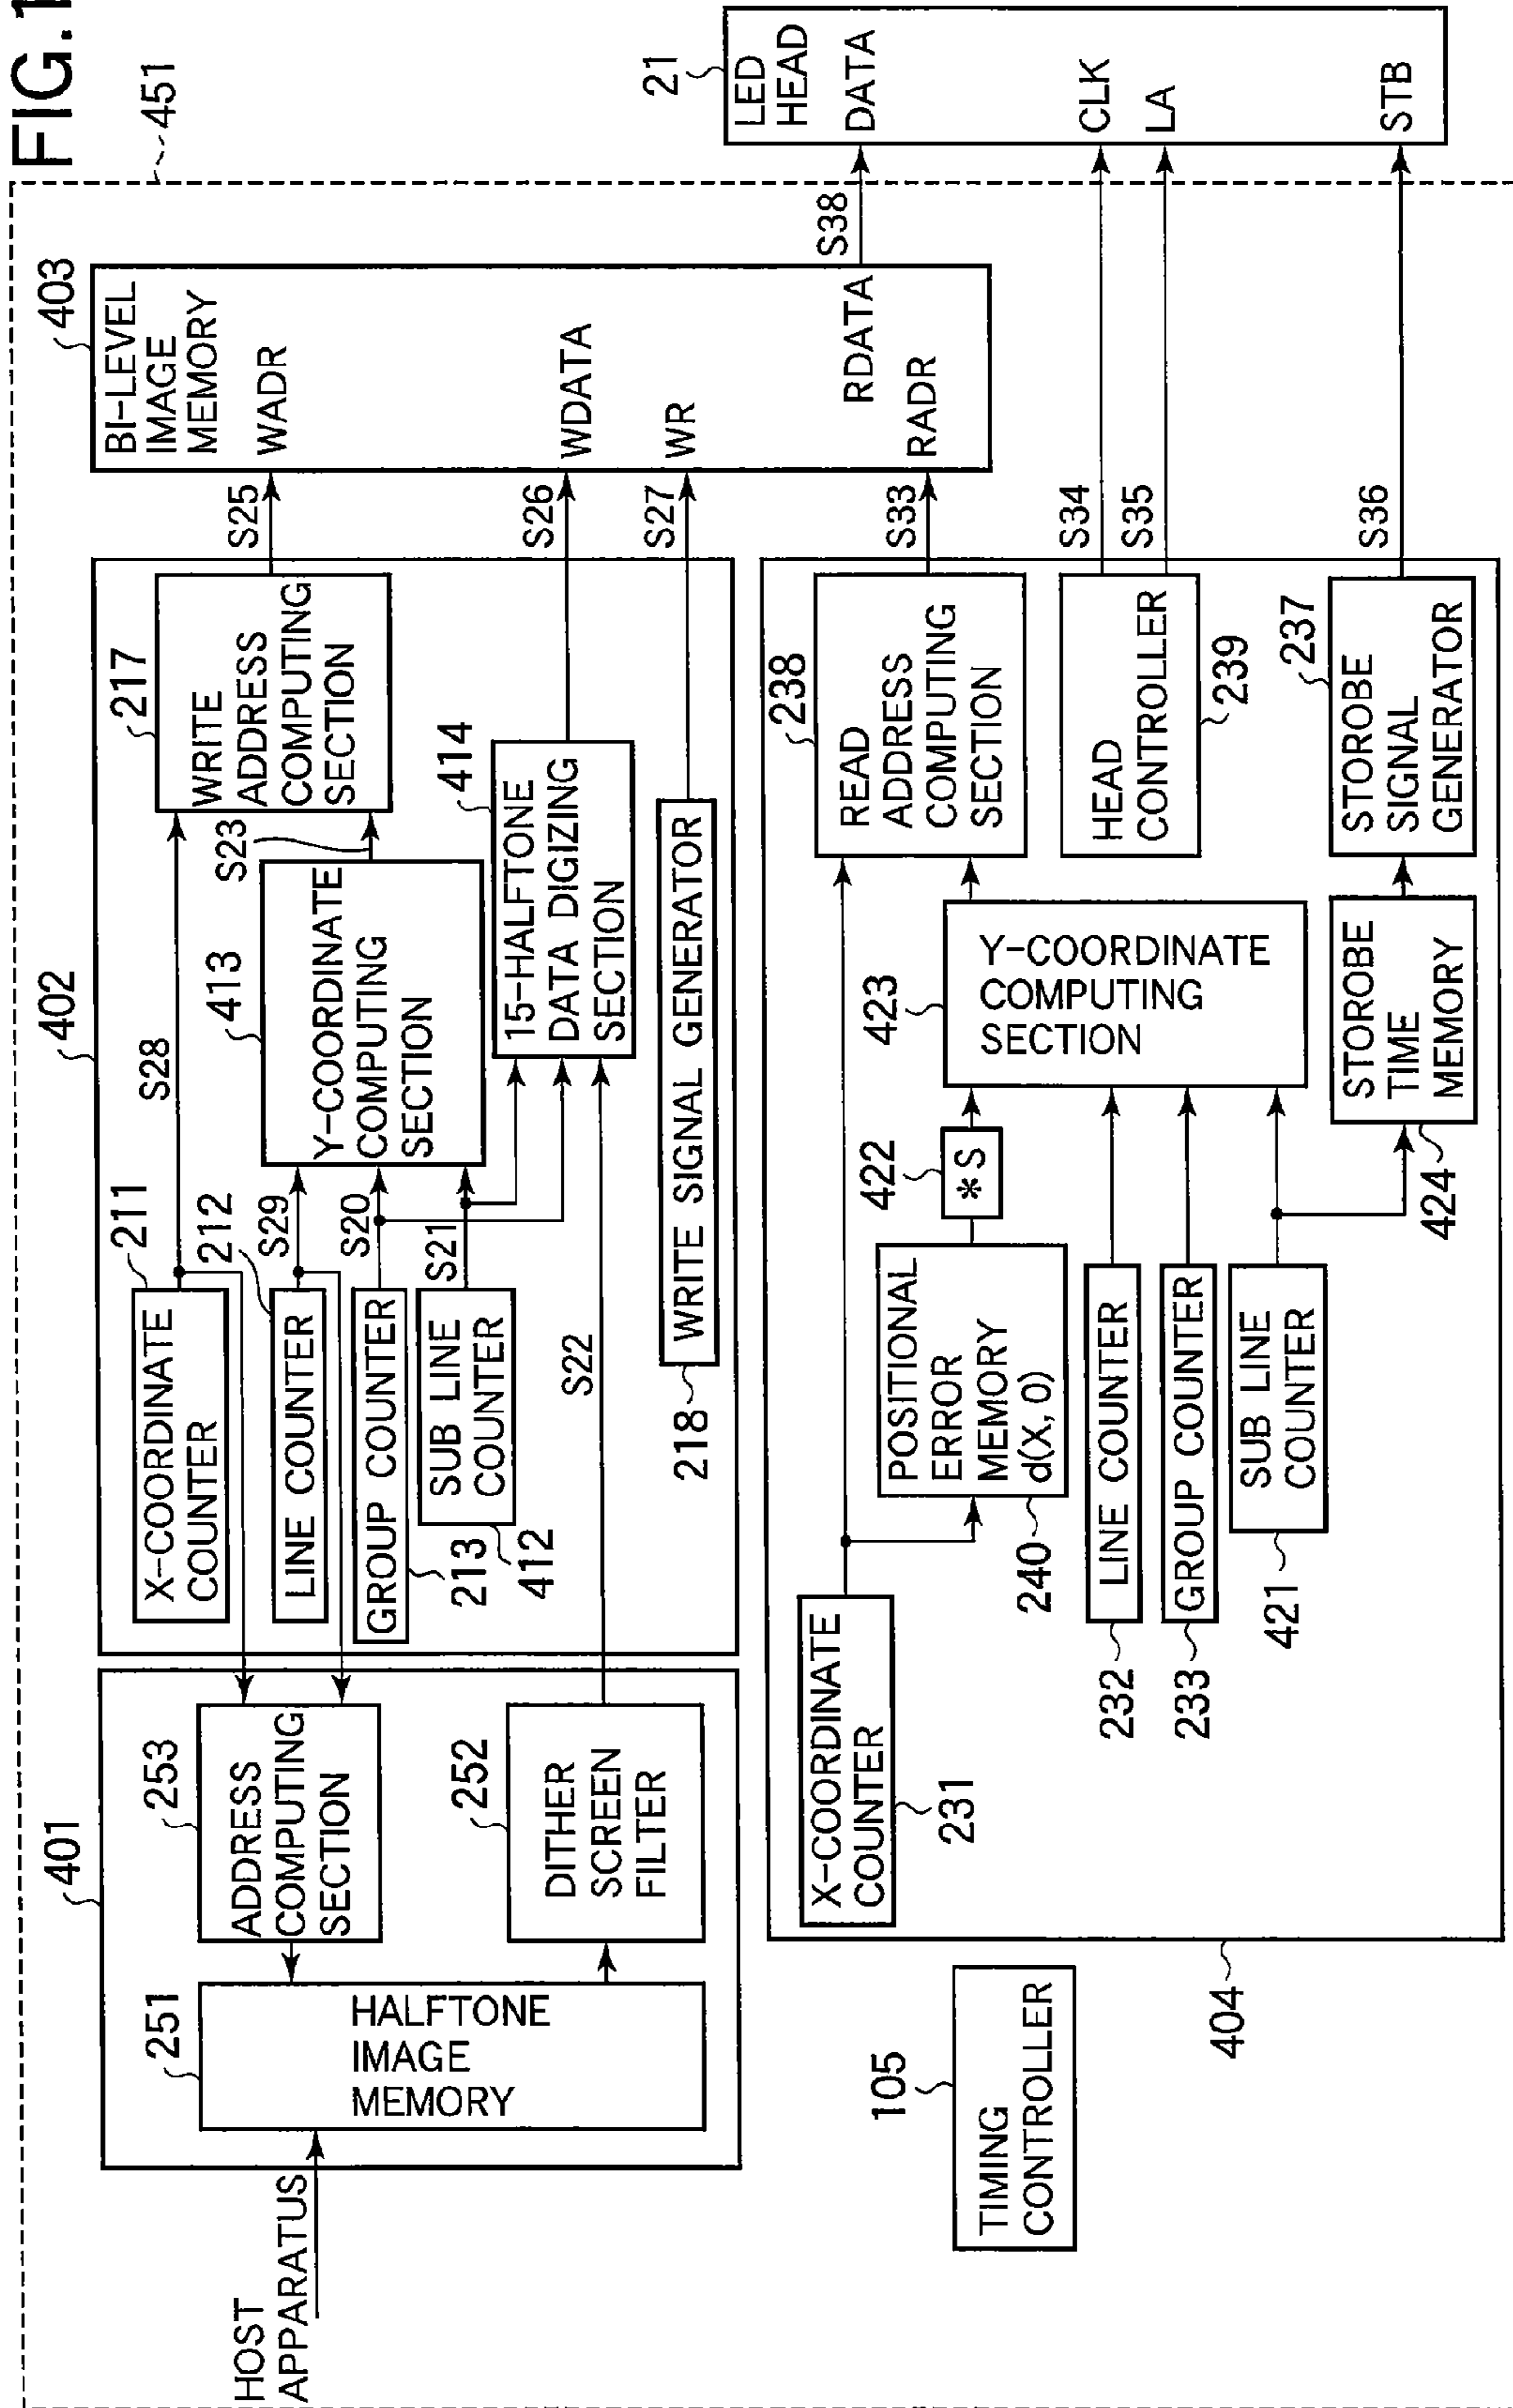 FIG.1
451
HOST
APPARATUS
401
251
HALFTONE
IMAGE
MEMORY
253
ADDRESS
COMPUTING
SECTION
252
DITHER
SCREEN
FILTER
402
211
X-COORDINATE
COUNTER
212
LINE COUNTER
GROUP COUNTER
213
SUB LINE
COUNTER
412
S28
S29
S20
S21
S22
413
Y-COORDINATE
COMPUTING
SECTION
S23
217
WRITE
ADDRESS
COMPUTING
SECTION
414
15-HALFTONE
DATA DIGIZING
SECTION
218
WRITE SIGNAL GENERATOR
S25
S26
S27
403
BI-LEVEL
IMAGE
MEMORY
WADR
WDATA
WR
RDATA
RADR
S38
21
LED
HEAD
DATA
CLK
LA
STB
105
TIMING
CONTROLLER
404
X-COORDINATE
COUNTER
231
POSITIONAL
ERROR
MEMORY
d(X, 0)
240
422
*S
232
LINE COUNTER
233
GROUP COUNTER
421
SUB LINE
COUNTER
423
Y-COORDINATE
COMPUTING
SECTION
STOROBE
TIME
MEMORY
424
238
READ
ADDRESS
COMPUTING
SECTION
HEAD
CONTROLLER
239
237
STOROBE
SIGNAL
GENERATOR
S33
S34
S35
S36